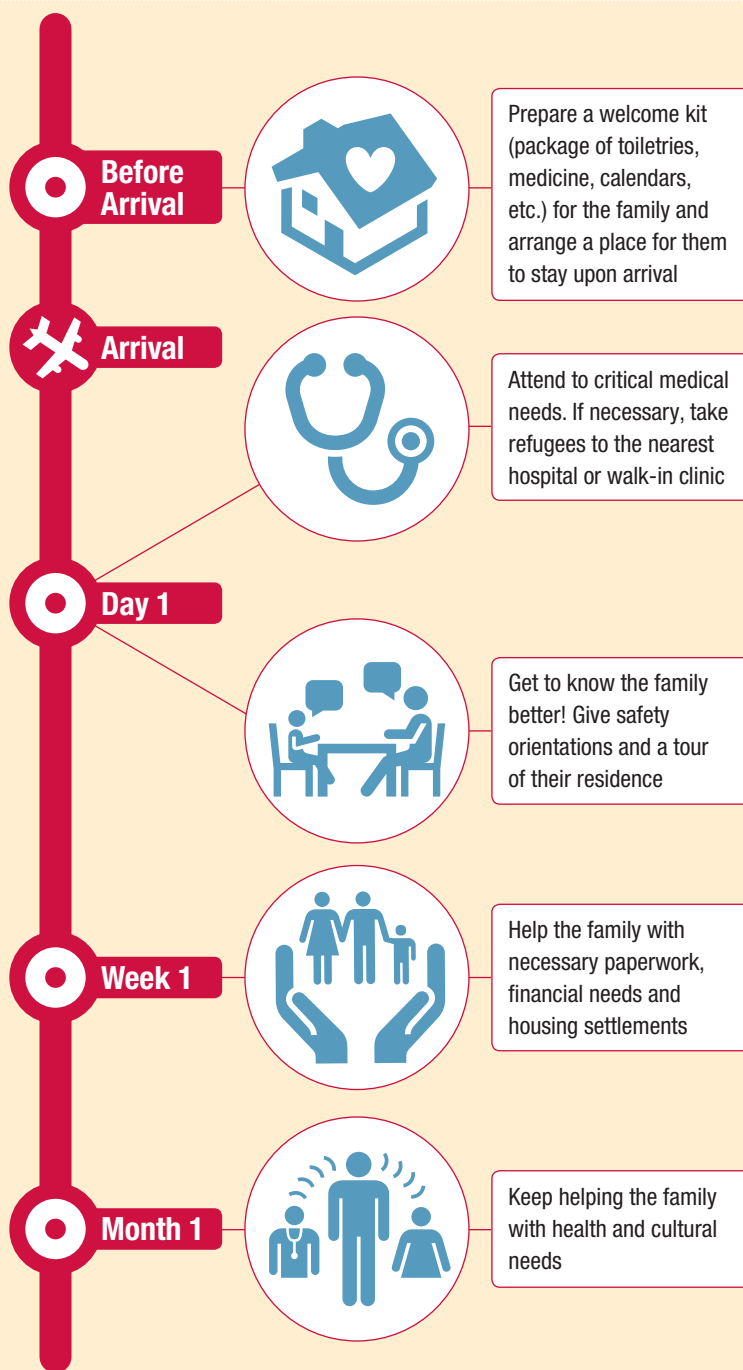 Before
Arrival
Prepare a welcome kit
(package of toiletries,
medicine, calendars,
etc.) for the family and
arrange a place for them
to stay upon arrival
Arrival
Attend to critical medical
needs. If necessary, take
refugees to the nearest
hospital or walk-in clinic
Day 1
Get to know the family
better! Give safety
orientations and a tour
of their residence
Week 1
Help the family with
necessary paperwork,
financial needs and
housing settlements
Month 1
Keep helping the family
with health and cultural
needs